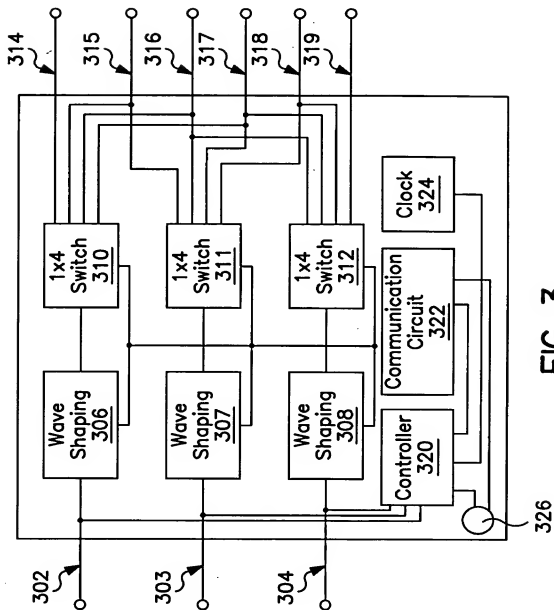 314
315
316
317
318
319
1x4
Switch
310
1x4
Switch
311
1x4
Switch
312
Clock
324
Wave
Shaping
306
Wave
Shaping
307
Wave
Shaping
308
Communication
Circuit
322
Controller
320
326
302
303
304
FIG. 3